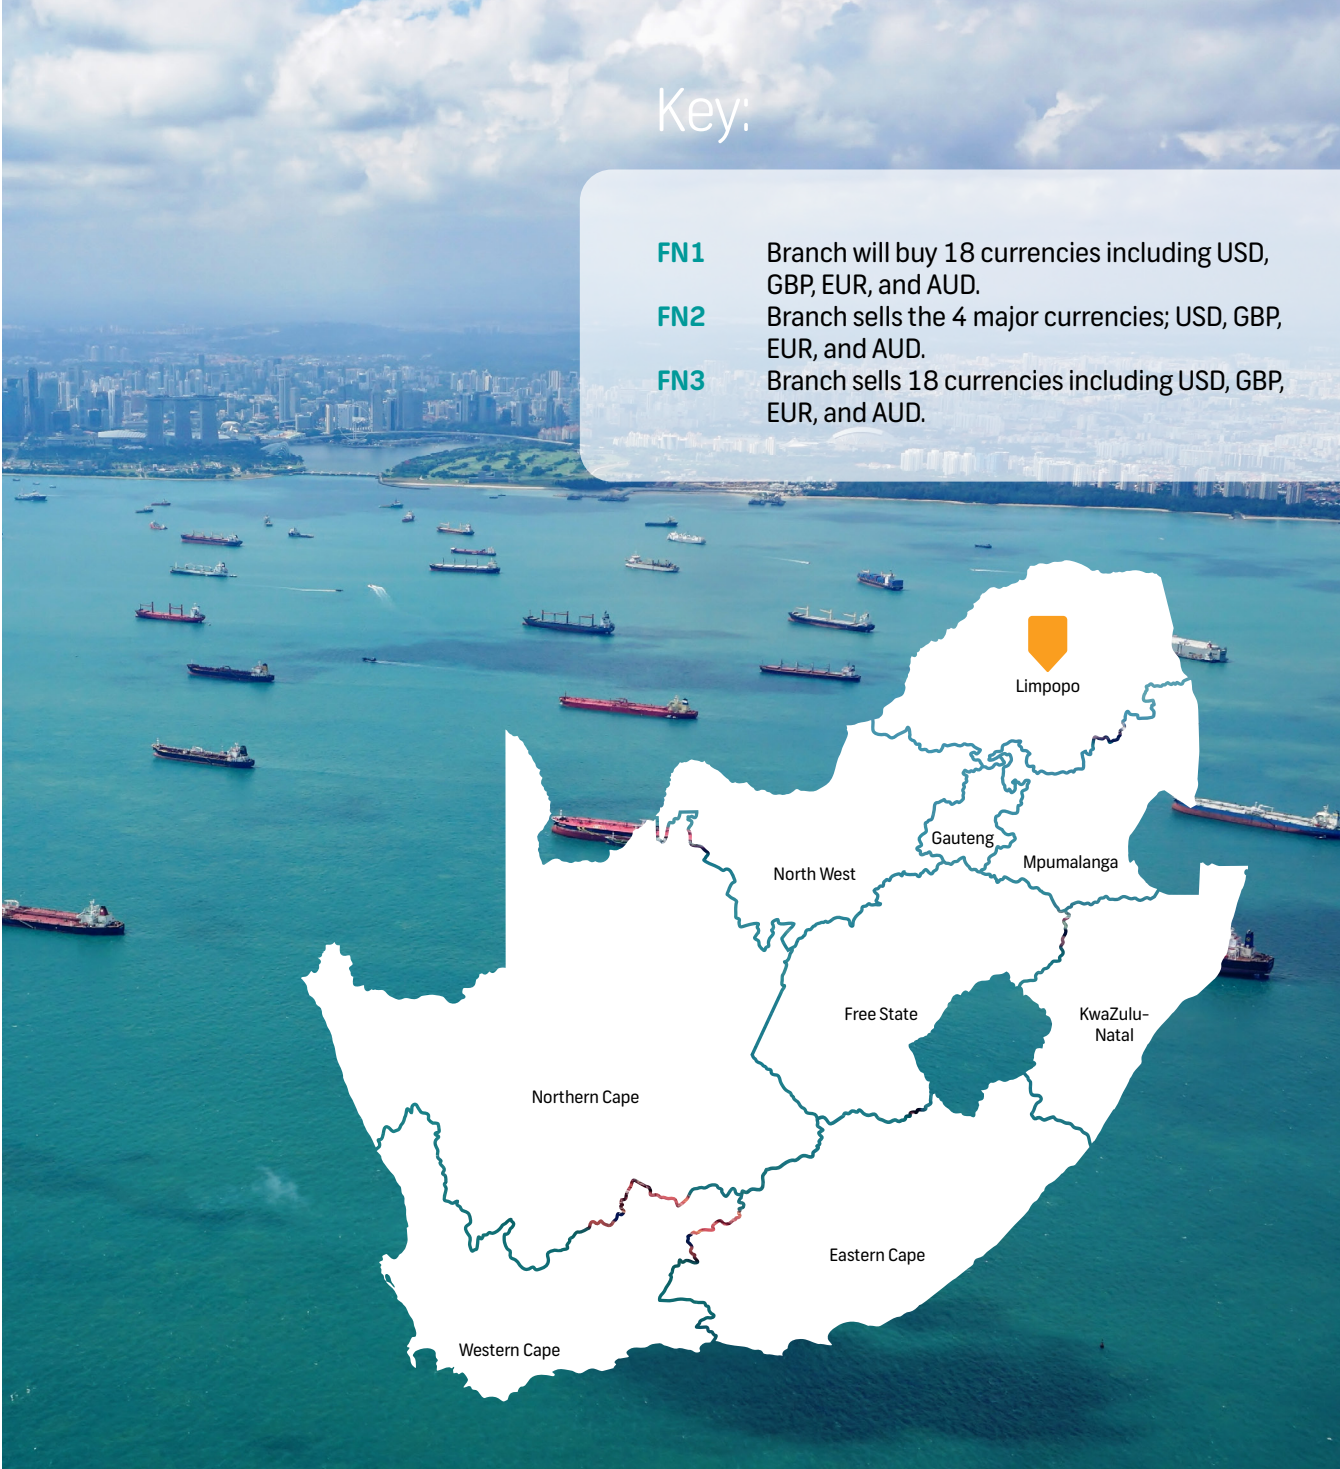 Key:
FN1 Branch will buy 18 currencies including USD,
GBP, EUR, and AUD.
FN2 Branch sells the 4 major currencies; USD, GBP,
EUR, and AUD.
FN3 Branch sells 18 currencies including USD, GBP,
EUR, and AUD.
Limpopo
Gauteng
Mpumalanga
North West
Free State
KwaZulu-
Natal
Northern Cape
Eastern Cape
Western Cape